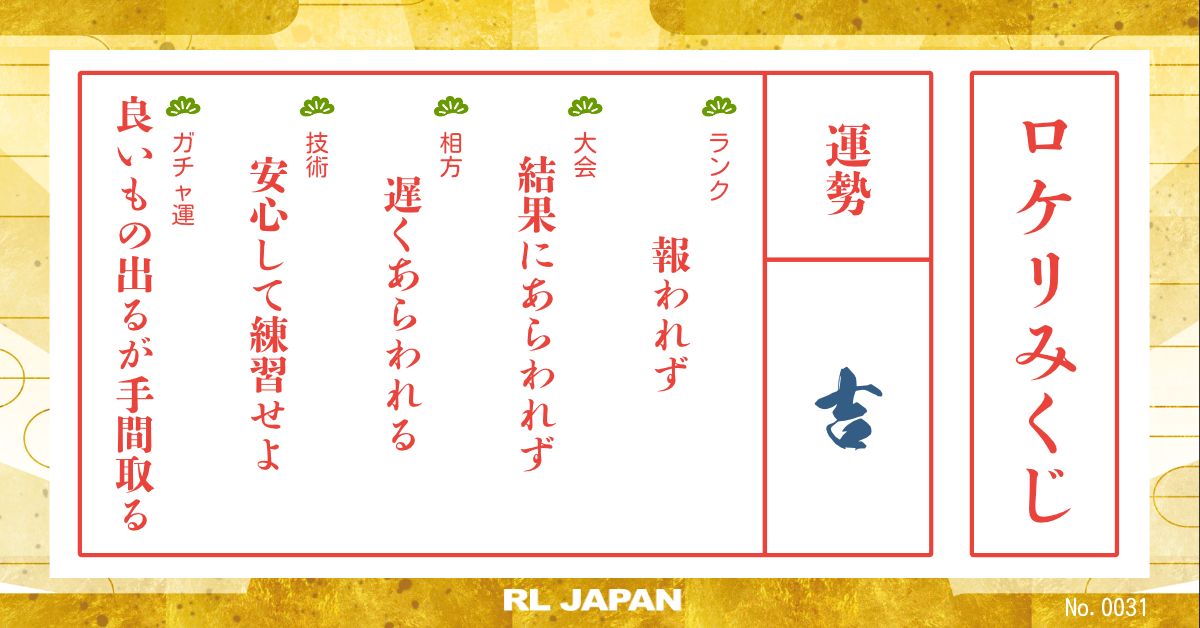 ロケリみくじ
運勢
吉
ランク
報われず
大会
結果にあらわれず
相方
遅くあらわれる
技術
安心して練習せよ
ガチャ運
良いもの出るが手間取る
RL JAPAN
No. 0031